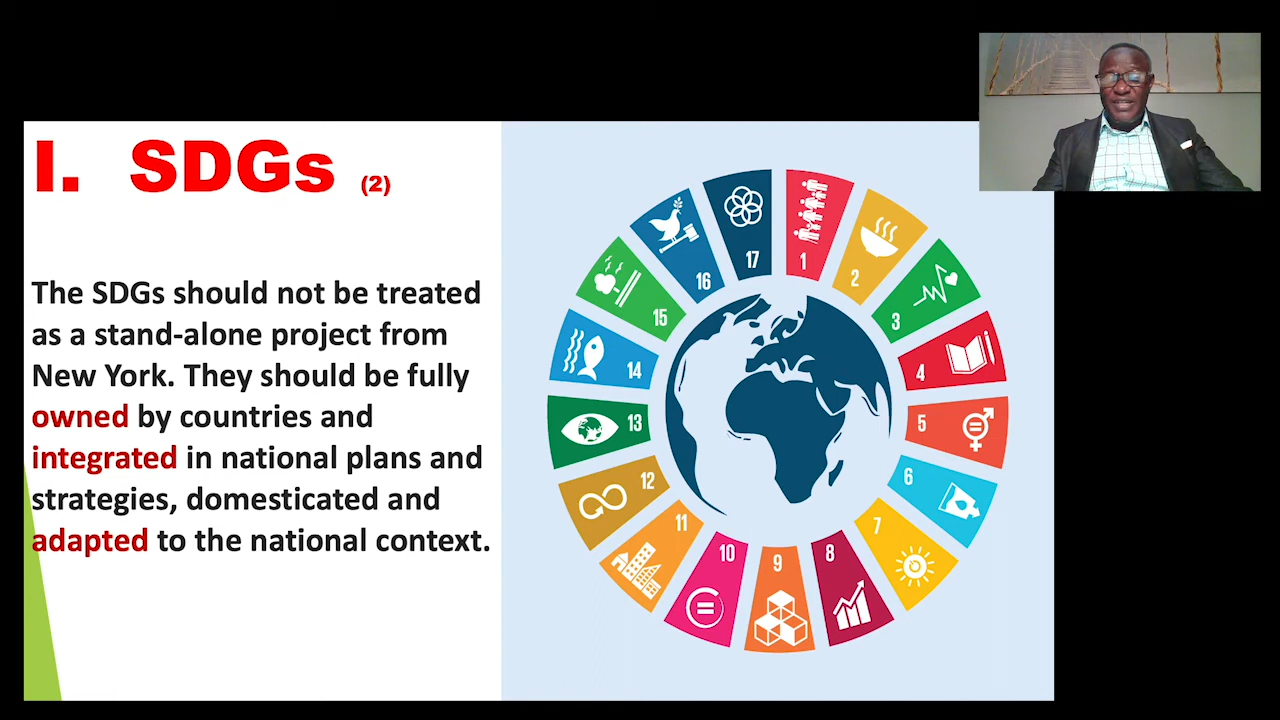 I. SDGs (2)
The SDGs should not be treated
as a stand-alone project from
New York. They should be fully
owned by countries and
integrated in national plans and
strategies, domesticated and
adapted to the national context.
1
2
3
4
5
6
7
8
9
10
11
12
13
14
15
16
17